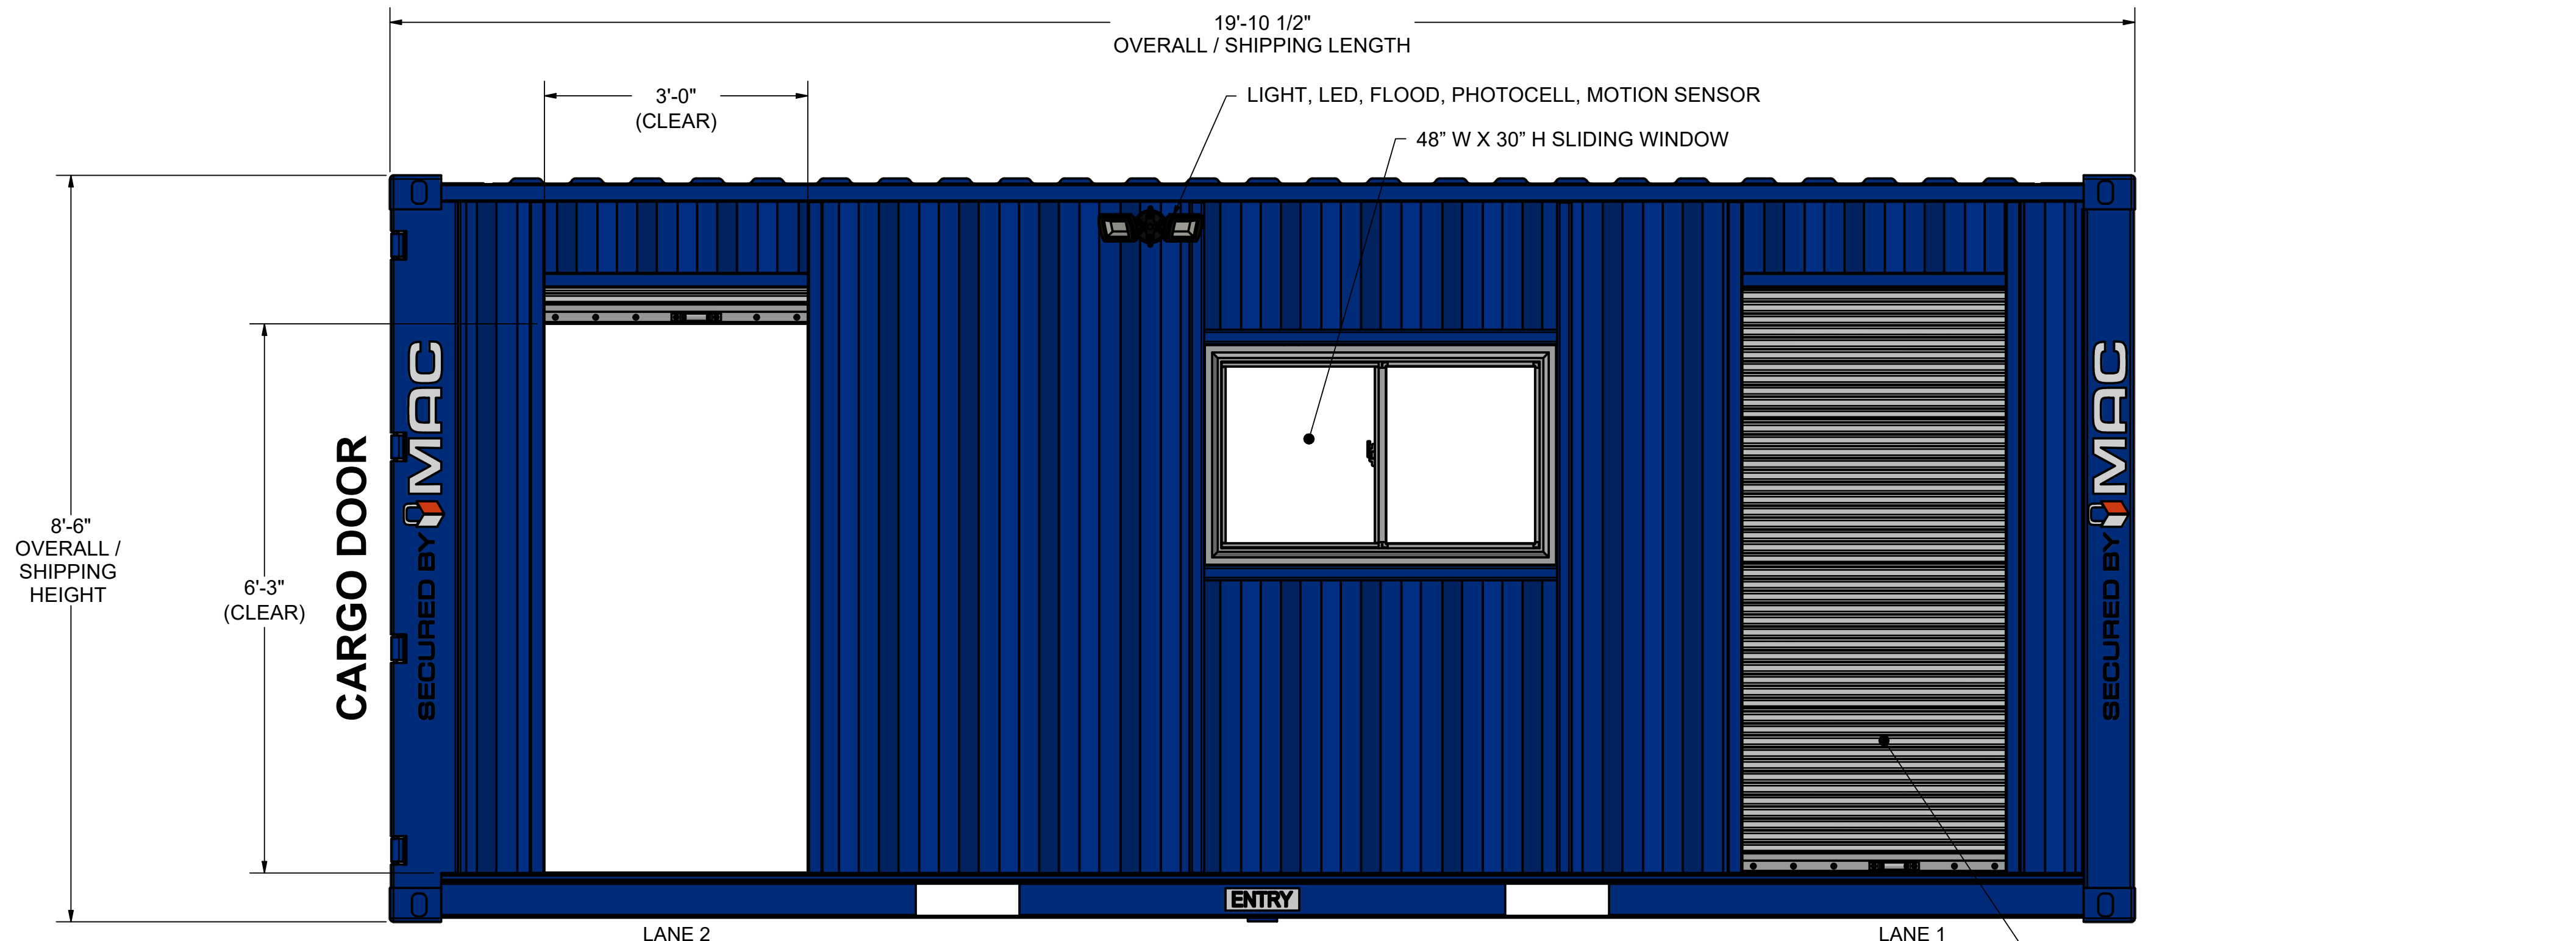 19'-10 1/2"
OVERALL / SHIPPING LENGTH
3'-0"
(CLEAR)
LIGHT, LED, FLOOD, PHOTOCELL, MOTION SENSOR
48” W X 30” H SLIDING WINDOW
8'-6"
OVERALL /
SHIPPING
HEIGHT
6'-3"
(CLEAR)
CARGO DOOR
SECURED BY MAC
SECURED BY MAC
ENTRY
LANE 2
LANE 1